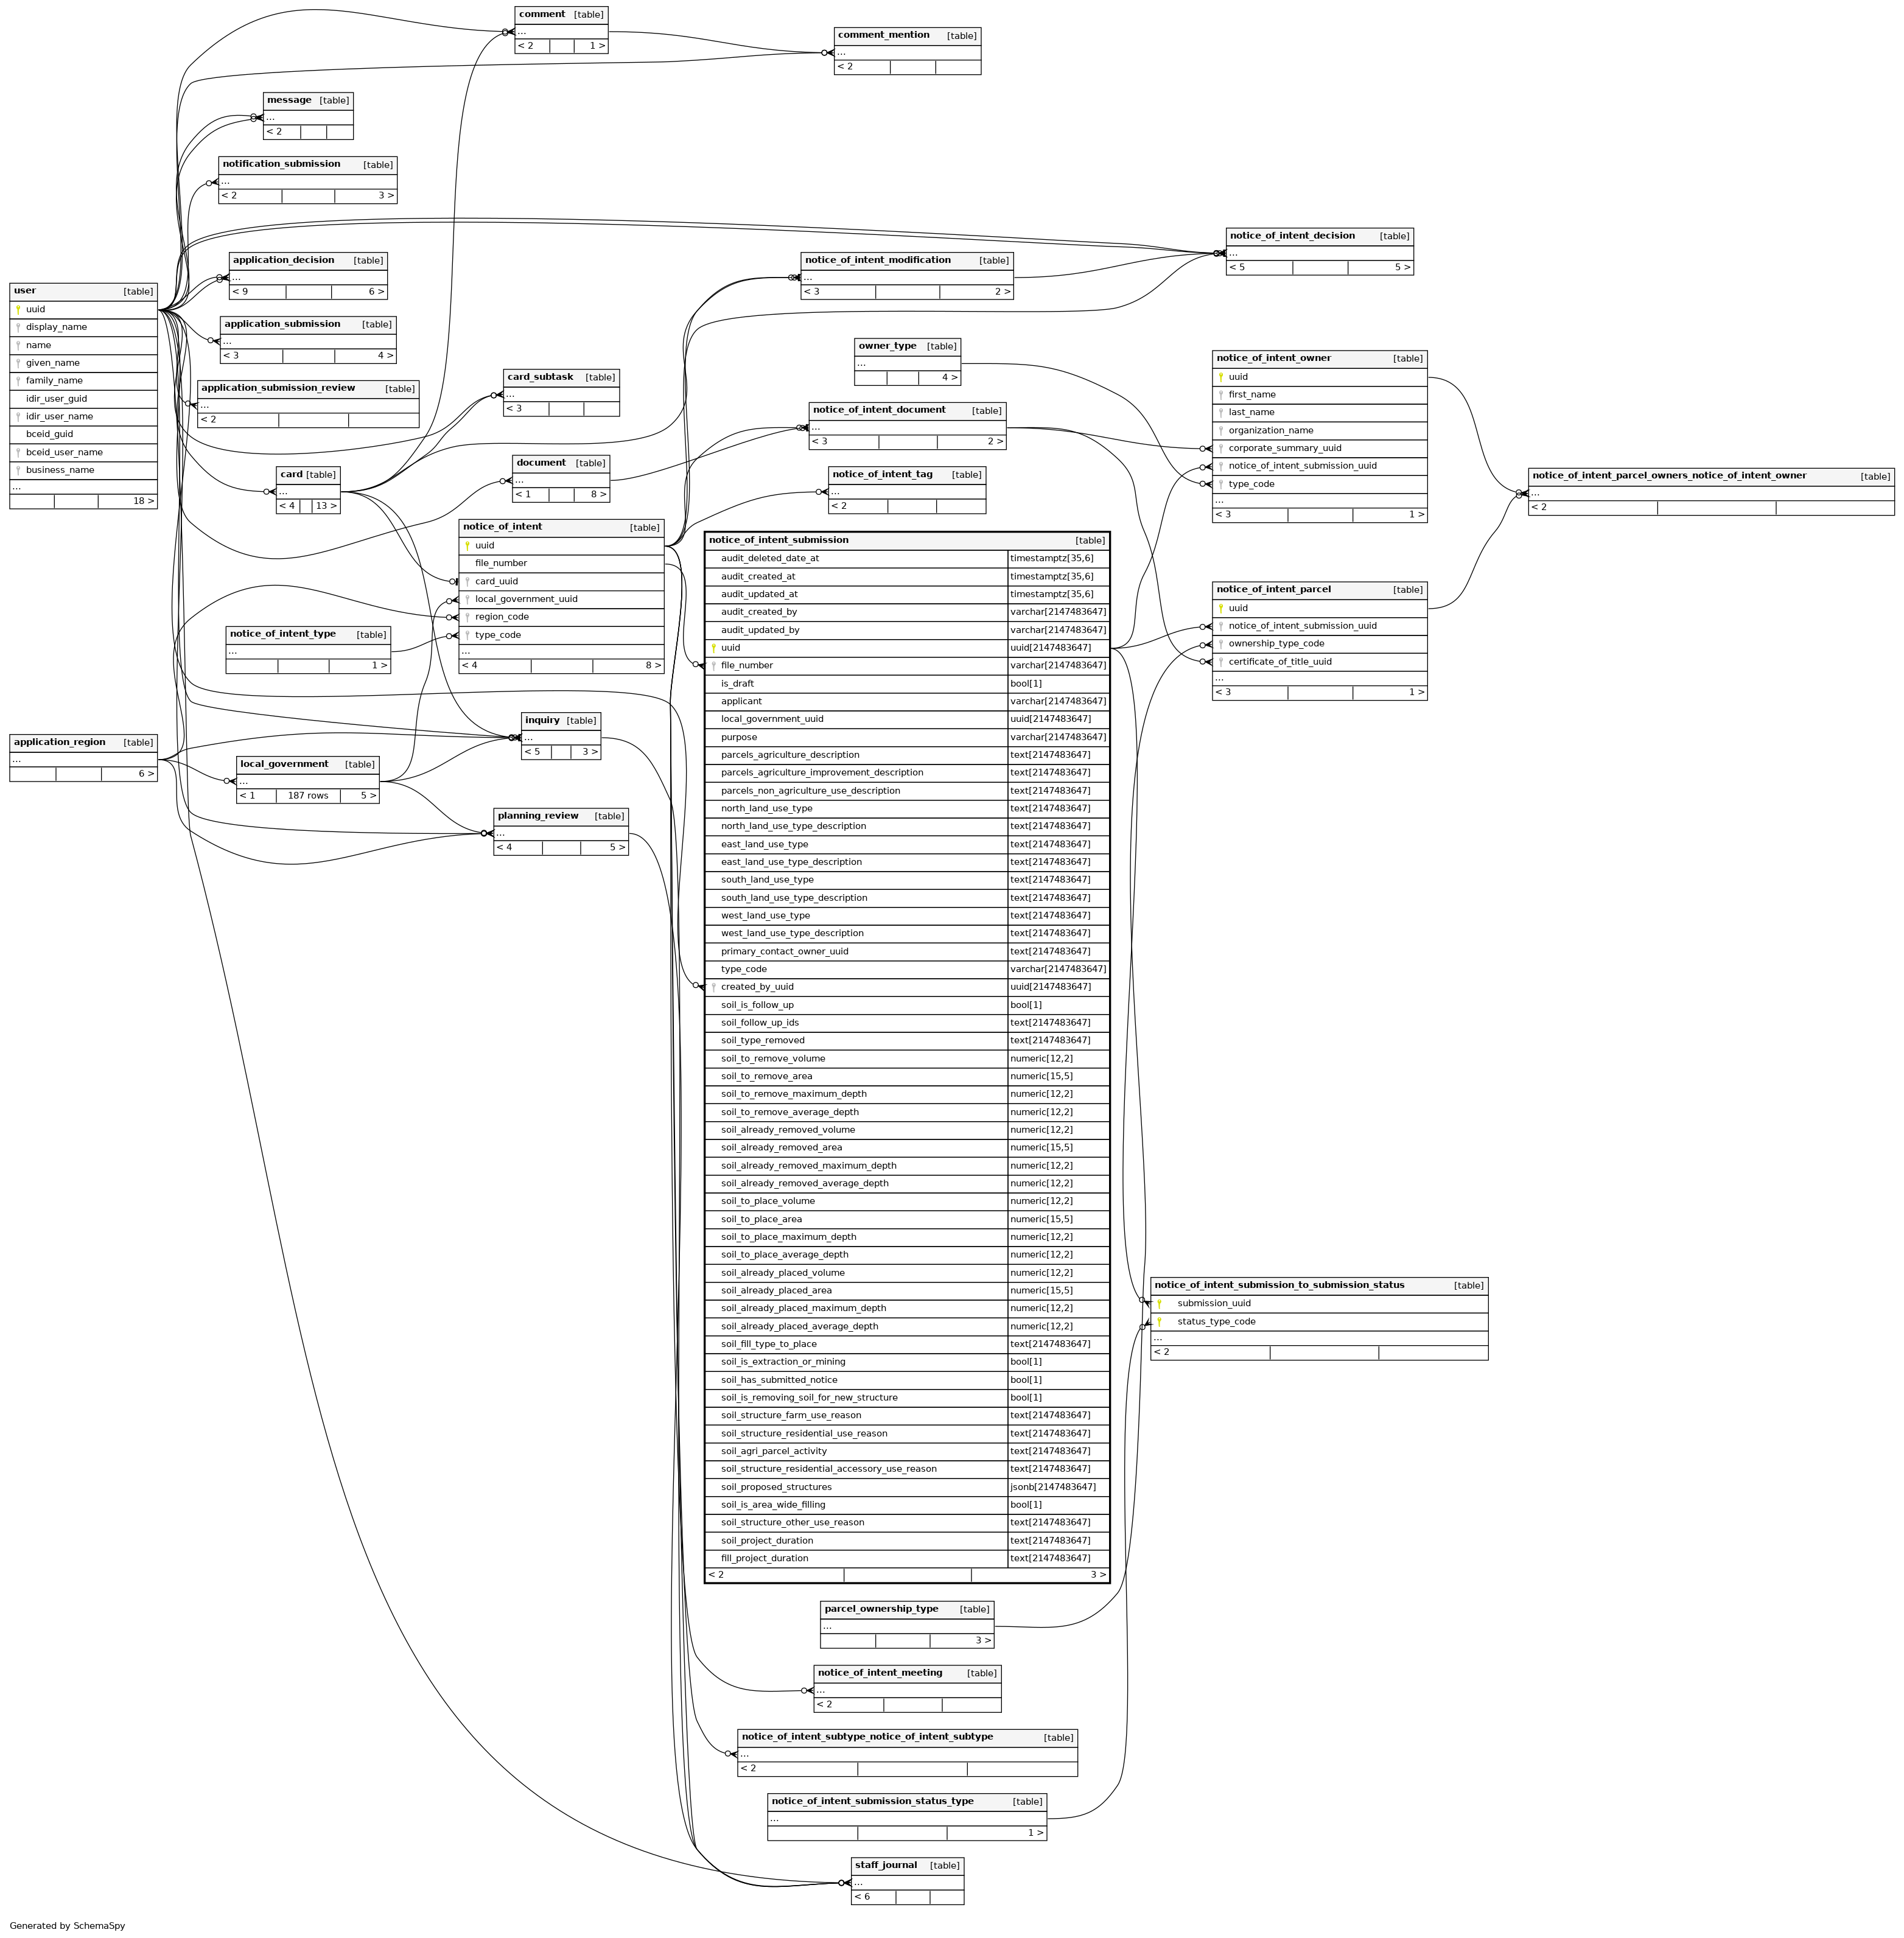 comment [table]
...
< 2 1 >
comment_mention [table]
...
< 2
message [table]
...
< 2
notification_submission [table]
...
< 2 3 >
notice_of_intent_decision [table]
...
< 5 5 >
application_decision [table]
...
< 9 6 >
notice_of_intent_modification [table]
...
< 3 2 >
user [table]
uuid
display_name
name
given_name
family_name
idir_user_guid
idir_user_name
bceid_guid
bceid_user_name
business_name
...
18 >
application_submission [table]
...
< 3 4 >
owner_type [table]
...
4 >
notice_of_intent_owner [table]
uuid
first_name
last_name
organization_name
corporate_summary_uuid
notice_of_intent_submission_uuid
type_code
...
< 3 1 >
card_subtask [table]
...
< 3
application_submission_review [table]
...
< 2
notice_of_intent_document [table]
...
< 3 2 >
document [table]
...
< 1 8 >
card [table]
...
< 4 13 >
notice_of_intent_tag [table]
...
< 2
notice_of_intent_parcel_owners_notice_of_intent_owner [table]
...
< 2
notice_of_intent [table]
uuid
file_number
card_uuid
local_government_uuid
region_code
type_code
...
< 4 8 >
notice_of_intent_submission [table]
audit_deleted_date_at timestamptz[35,6]
audit_created_at timestamptz[35,6]
audit_updated_at timestamptz[35,6]
audit_created_by varchar[2147483647]
audit_updated_by varchar[2147483647]
uuid uuid[2147483647]
file_number varchar[2147483647]
is_draft bool[1]
applicant varchar[2147483647]
local_government_uuid uuid[2147483647]
purpose varchar[2147483647]
parcels_agriculture_description text[2147483647]
parcels_agriculture_improvement_description text[2147483647]
parcels_non_agriculture_use_description text[2147483647]
north_land_use_type text[2147483647]
north_land_use_type_description text[2147483647]
east_land_use_type text[2147483647]
east_land_use_type_description text[2147483647]
south_land_use_type text[2147483647]
south_land_use_type_description text[2147483647]
west_land_use_type text[2147483647]
west_land_use_type_description text[2147483647]
primary_contact_owner_uuid text[2147483647]
type_code varchar[2147483647]
created_by_uuid uuid[2147483647]
soil_is_follow_up bool[1]
soil_follow_up_ids text[2147483647]
soil_type_removed text[2147483647]
soil_to_remove_volume numeric[12,2]
soil_to_remove_area numeric[15,5]
soil_to_remove_maximum_depth numeric[12,2]
soil_to_remove_average_depth numeric[12,2]
soil_already_removed_volume numeric[12,2]
soil_already_removed_area numeric[15,5]
soil_already_removed_maximum_depth numeric[12,2]
soil_already_removed_average_depth numeric[12,2]
soil_to_place_volume numeric[12,2]
soil_to_place_area numeric[15,5]
soil_to_place_maximum_depth numeric[12,2]
soil_to_place_average_depth numeric[12,2]
soil_already_placed_volume numeric[12,2]
soil_already_placed_area numeric[15,5]
soil_already_placed_maximum_depth numeric[12,2]
soil_already_placed_average_depth numeric[12,2]
soil_fill_type_to_place text[2147483647]
soil_is_extraction_or_mining bool[1]
soil_has_submitted_notice bool[1]
soil_is_removing_soil_for_new_structure bool[1]
soil_structure_farm_use_reason text[2147483647]
soil_structure_residential_use_reason text[2147483647]
soil_agri_parcel_activity text[2147483647]
soil_structure_residential_accessory_use_reason text[2147483647]
soil_proposed_structures jsonb[2147483647]
soil_is_area_wide_filling bool[1]
soil_structure_other_use_reason text[2147483647]
soil_project_duration text[2147483647]
fill_project_duration text[2147483647]
< 2 3 >
notice_of_intent_parcel [table]
uuid
notice_of_intent_submission_uuid
ownership_type_code
certificate_of_title_uuid
...
< 3 1 >
notice_of_intent_type [table]
...
1 >
inquiry [table]
...
< 5 3 >
application_region [table]
...
6 >
local_government [table]
...
< 1 187 rows 5 >
planning_review [table]
...
< 4 5 >
notice_of_intent_submission_to_submission_status [table]
submission_uuid
status_type_code
...
< 2
parcel_ownership_type [table]
...
3 >
notice_of_intent_meeting [table]
...
< 2
notice_of_intent_subtype_notice_of_intent_subtype [table]
...
< 2
notice_of_intent_submission_status_type [table]
...
1 >
staff_journal [table]
...
< 6
Generated by SchemaSpy